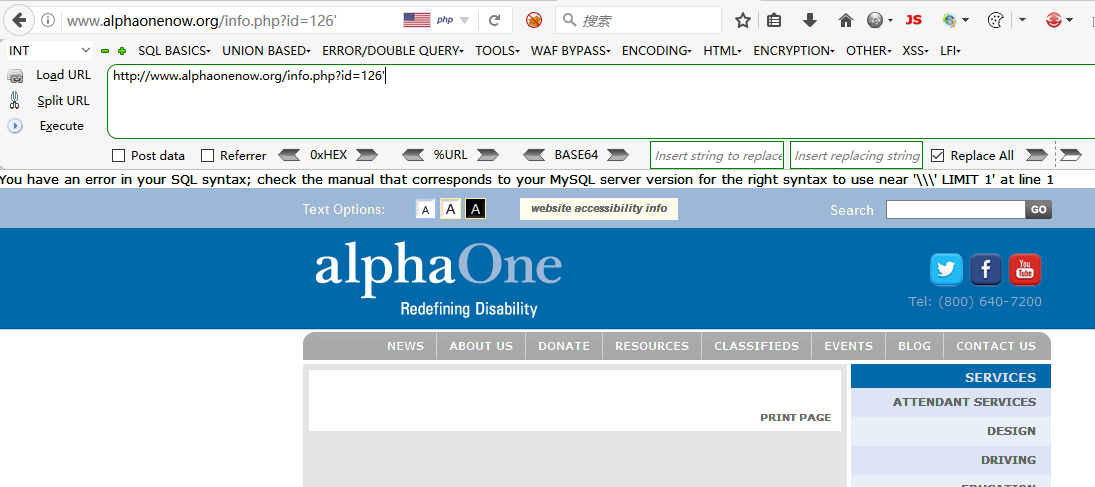 www.alphaonenow.org/info.php?id=126' php 搜索 JS
INT SQL BASICS UNION BASED ERROR/DOUBLE QUERY TOOLS WAF BYPASS ENCODING HTML ENCRYPTION OTHER XSS LFI
Load URL http://www.alphaonenow.org/info.php?id=126'
Split URL
Execute
Post data Referrer 0xHEX %URL BASE64 Insert string to replace Insert replacing string Replace All
You have an error in your SQL syntax; check the manual that corresponds to your MySQL server version for the right syntax to use near '\\\' LIMIT 1' at line 1
Text Options: A A A website accessibility info Search GO
alphaOne
Redefining Disability
You Tube
Tel: (800) 640-7200
NEWS ABOUT US DONATE RESOURCES CLASSIFIEDS EVENTS BLOG CONTACT US
PRINT PAGE
SERVICES
ATTENDANT SERVICES
DESIGN
DRIVING